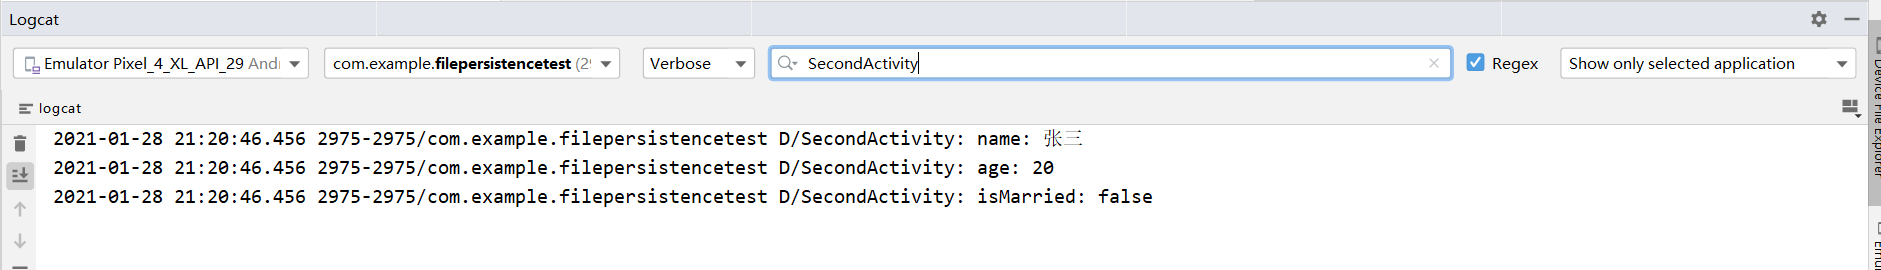 Logcat
Emulator Pixel_4_XL_API_29 Andr com.example.filepersistencetest (29 Verbose SecondActivity Regex Show only selected application
logcat
2021-01-28 21:20:46.456 2975-2975/com.example.filepersistencetest D/SecondActivity: name: 张三
2021-01-28 21:20:46.456 2975-2975/com.example.filepersistencetest D/SecondActivity: age: 20
2021-01-28 21:20:46.456 2975-2975/com.example.filepersistencetest D/SecondActivity: isMarried: false
Device File Explorer